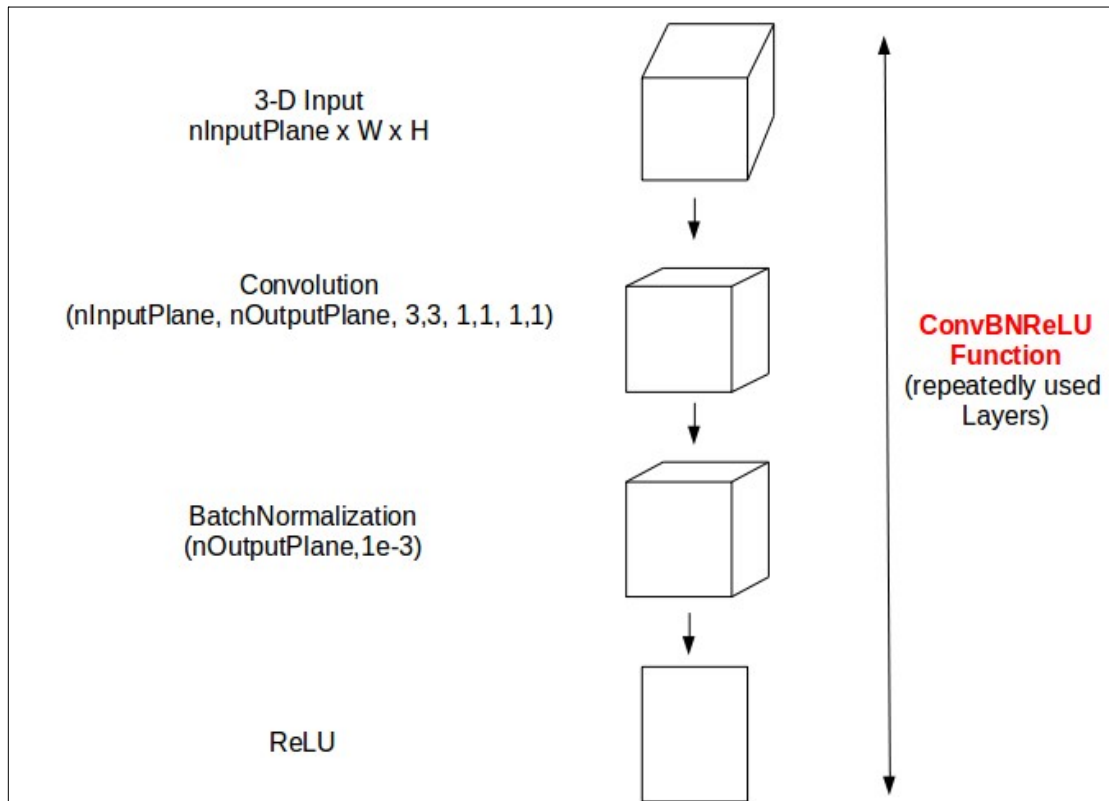 3-D Input
nInputPlane x W x H
Convolution
(nInputPlane, nOutputPlane, 3,3, 1,1, 1,1)
ConvBNReLU
Function
(repeatedly used
Layers)
BatchNormalization
(nOutputPlane,1e-3)
ReLU